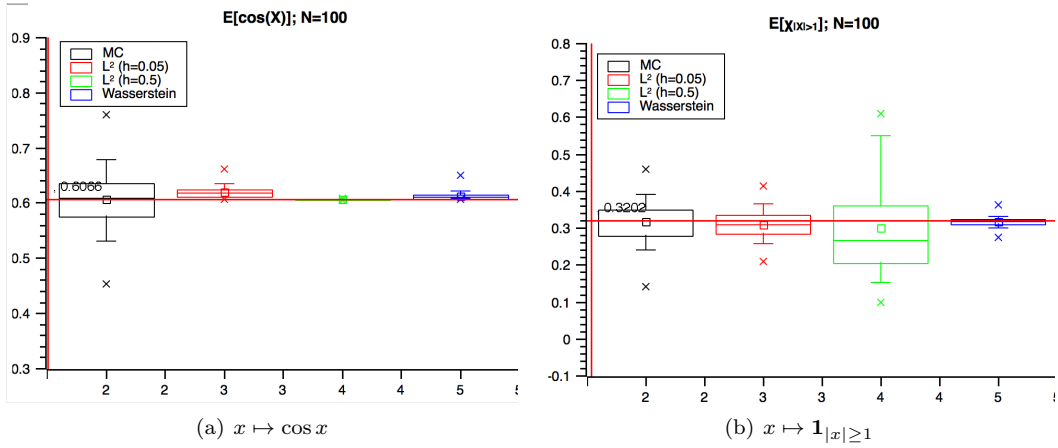 E[cos(X)]; N=100
MC
L² (h=0.05)
L² (h=0.5)
Wasserstein
0.9
0.8
0.7
0.6
0.5
0.4
0.3
, 0.6066
2 2 3 3 4 4 5 5
(a) x ↦ cos x
E[χ|X|>1]; N=100
MC
L² (h=0.05)
L² (h=0.5)
Wasserstein
0.8
0.7
0.6
0.5
0.4
0.3
0.2
0.1
0
-0.1
0.3202
2 2 3 3 4 4 5 5
(b) x ↦ 1|x|≥1